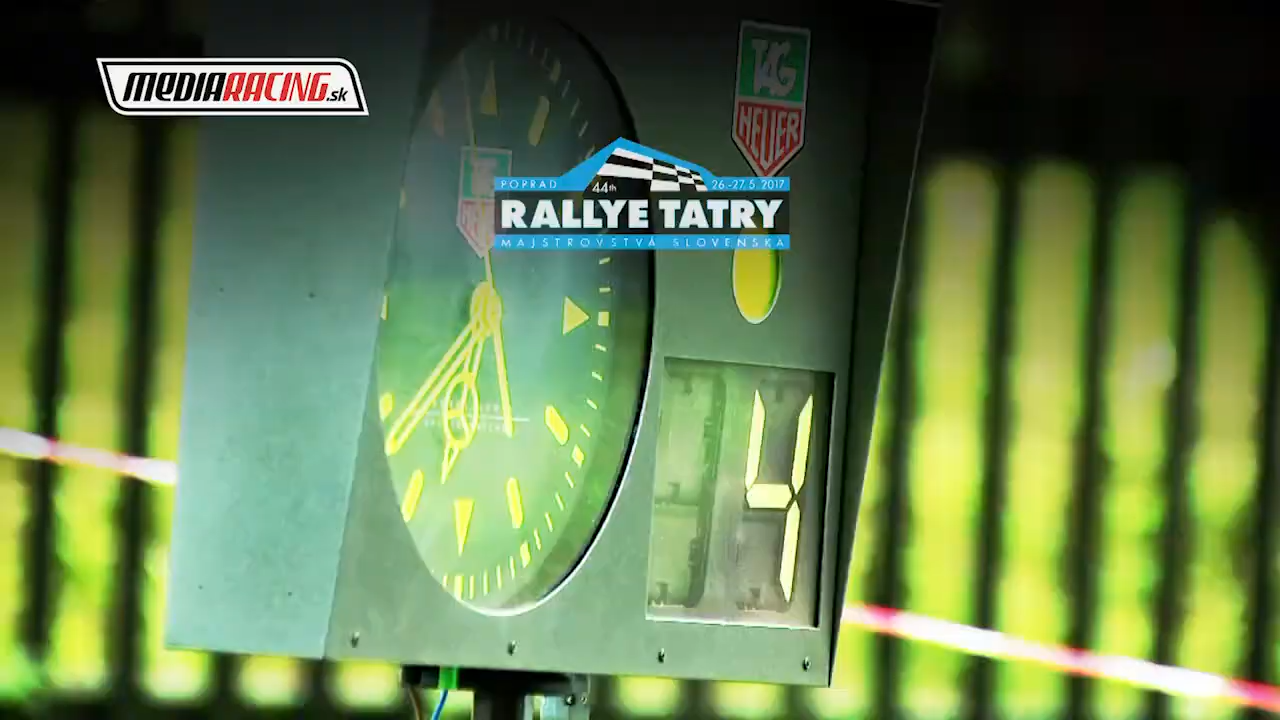 MEDIARACING.sk
TAG
HEUER
POPRAD 44th 26.-27.5.2017
RALLYE TATRY
MAJSTROVSTVÁ SLOVENSKA
4